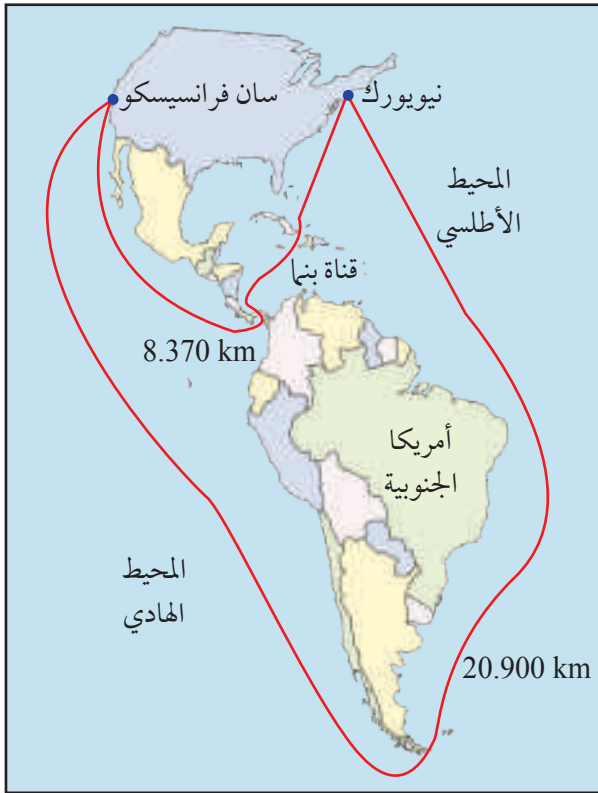 سان فرانسيسكو
نيويورك
المحيط
الأطلسي
قناة بنما
8.370 km
أمريكا
الجنوبية
المحيط
الهادي
20.900 km